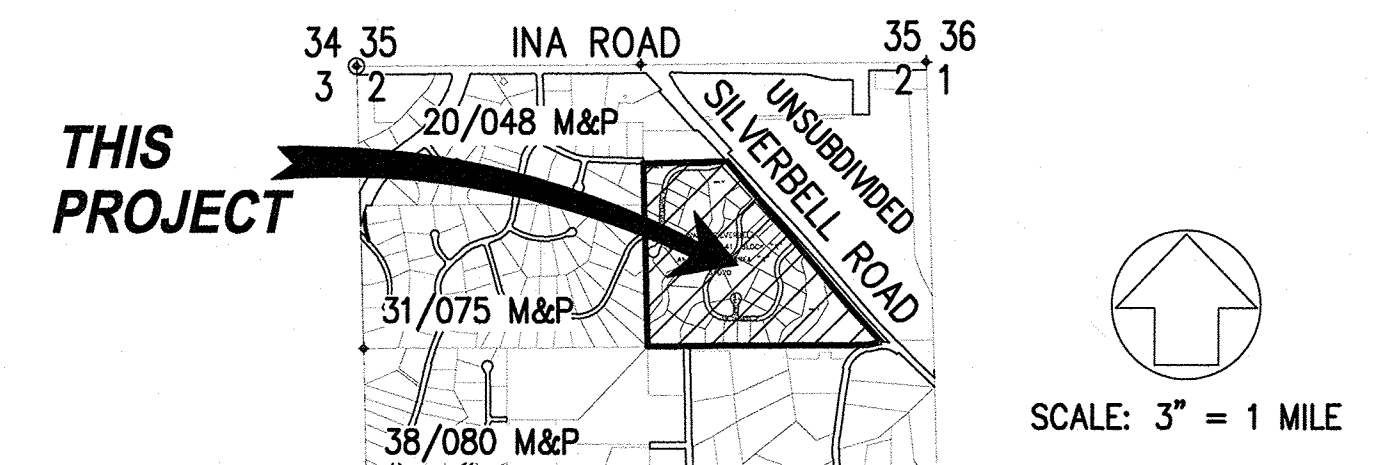 34 35 INA ROAD 35 36
3 2 2 1
20/048 M&P
UNSUBDIVIDED
SILVERBELL ROAD
THIS
PROJECT
31/075 M&P
38/080 M&P
SCALE: 3" = 1 MILE